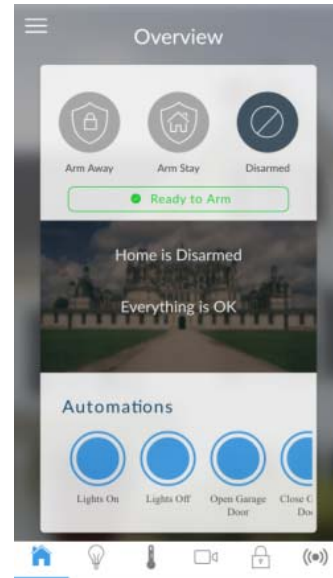 Overview
Arm Away
Arm Stay
Disarmed
Ready to Arm
Home is Disarmed
Everything is OK
Automations
Lights On
Lights Off
Open Garage
Door